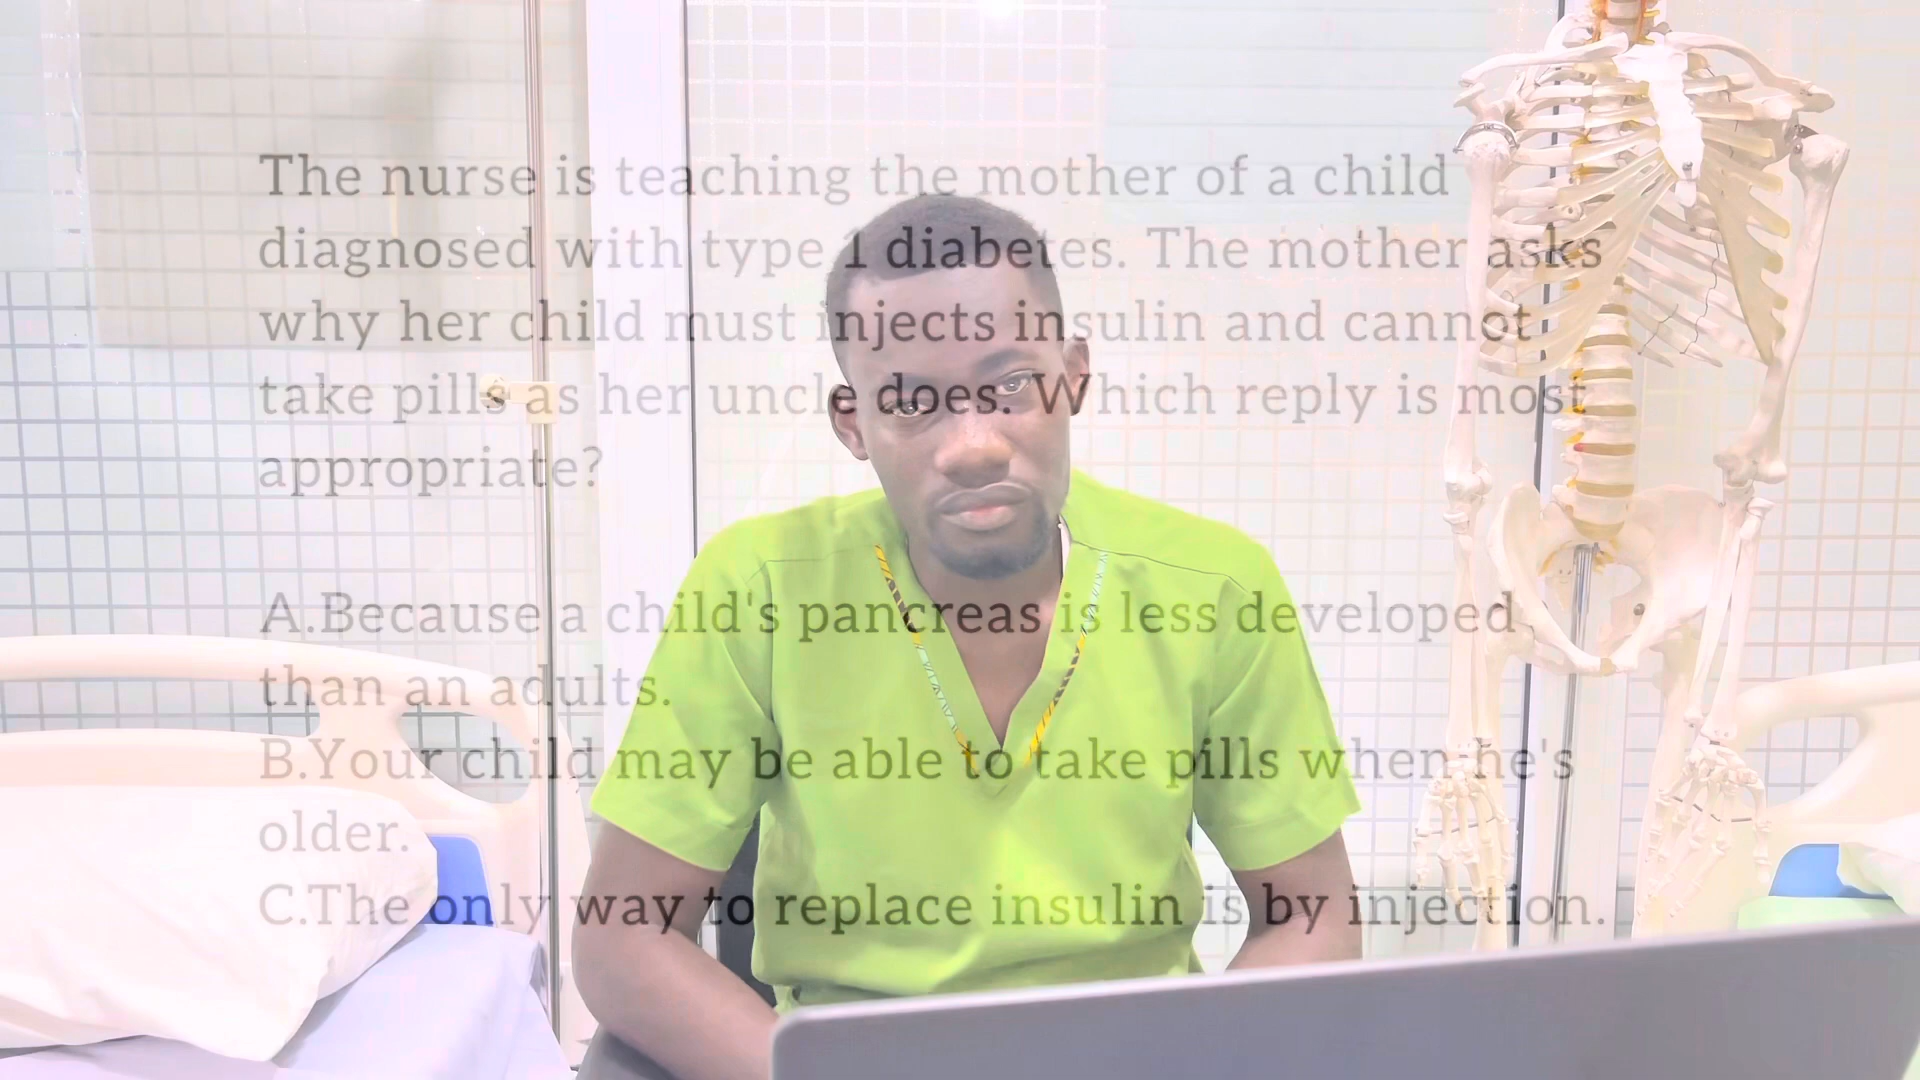 The nurse is teaching the mother of a child
diagnosed with type 1 diabetes. The mother asks
why her child must injects insulin and cannot
take pills as her uncle does. Which reply is most
appropriate?
A.Because a child's pancreas is less developed
than an adults.
B.Your child may be able to take pills when he's
older.
C.The only way to replace insulin is by injection.